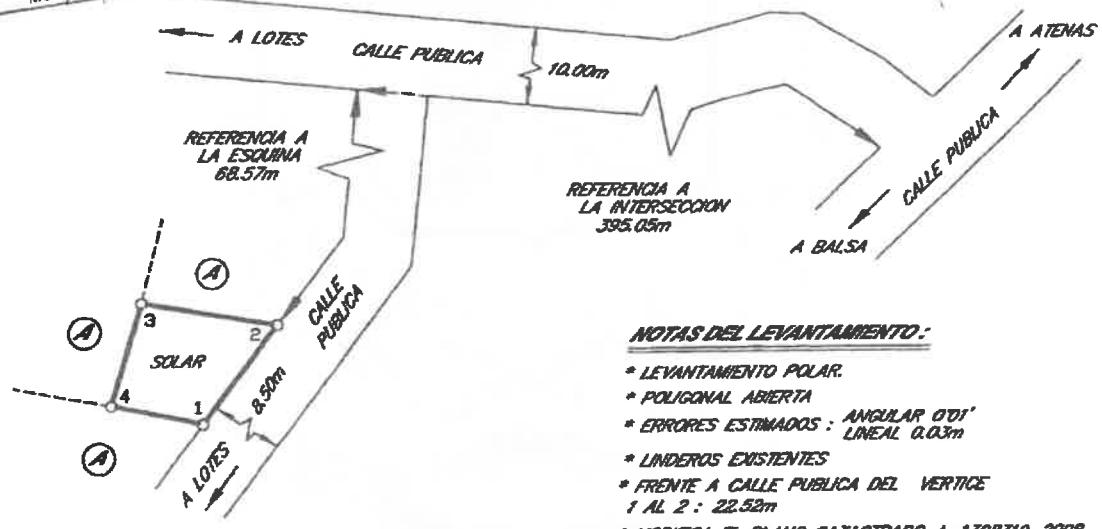 A LOTES
CALLE PUBLICA
10.00m
A ATENAS
REFERENCIA A
LA ESQUINA
68.57m
REFERENCIA A
LA INTERSECCION
395.05m
CALLE PUBLICA
A BALSA
A
CALLE
PUBLICA
3
2
A
SOLAR
4
1
8.50m
A
A LOTES
NOTAS DEL LEVANTAMIENTO :
* LEVANTAMIENTO POLAR.
* POLIGONAL ABIERTA
* ERRORES ESTIMADOS : ANGULAR 0°01'
LINEAL 0.03m
* LINDEROS EXISTENTES
* FRENTE A CALLE PUBLICA DEL VERTICE
1 AL 2 : 22.52m